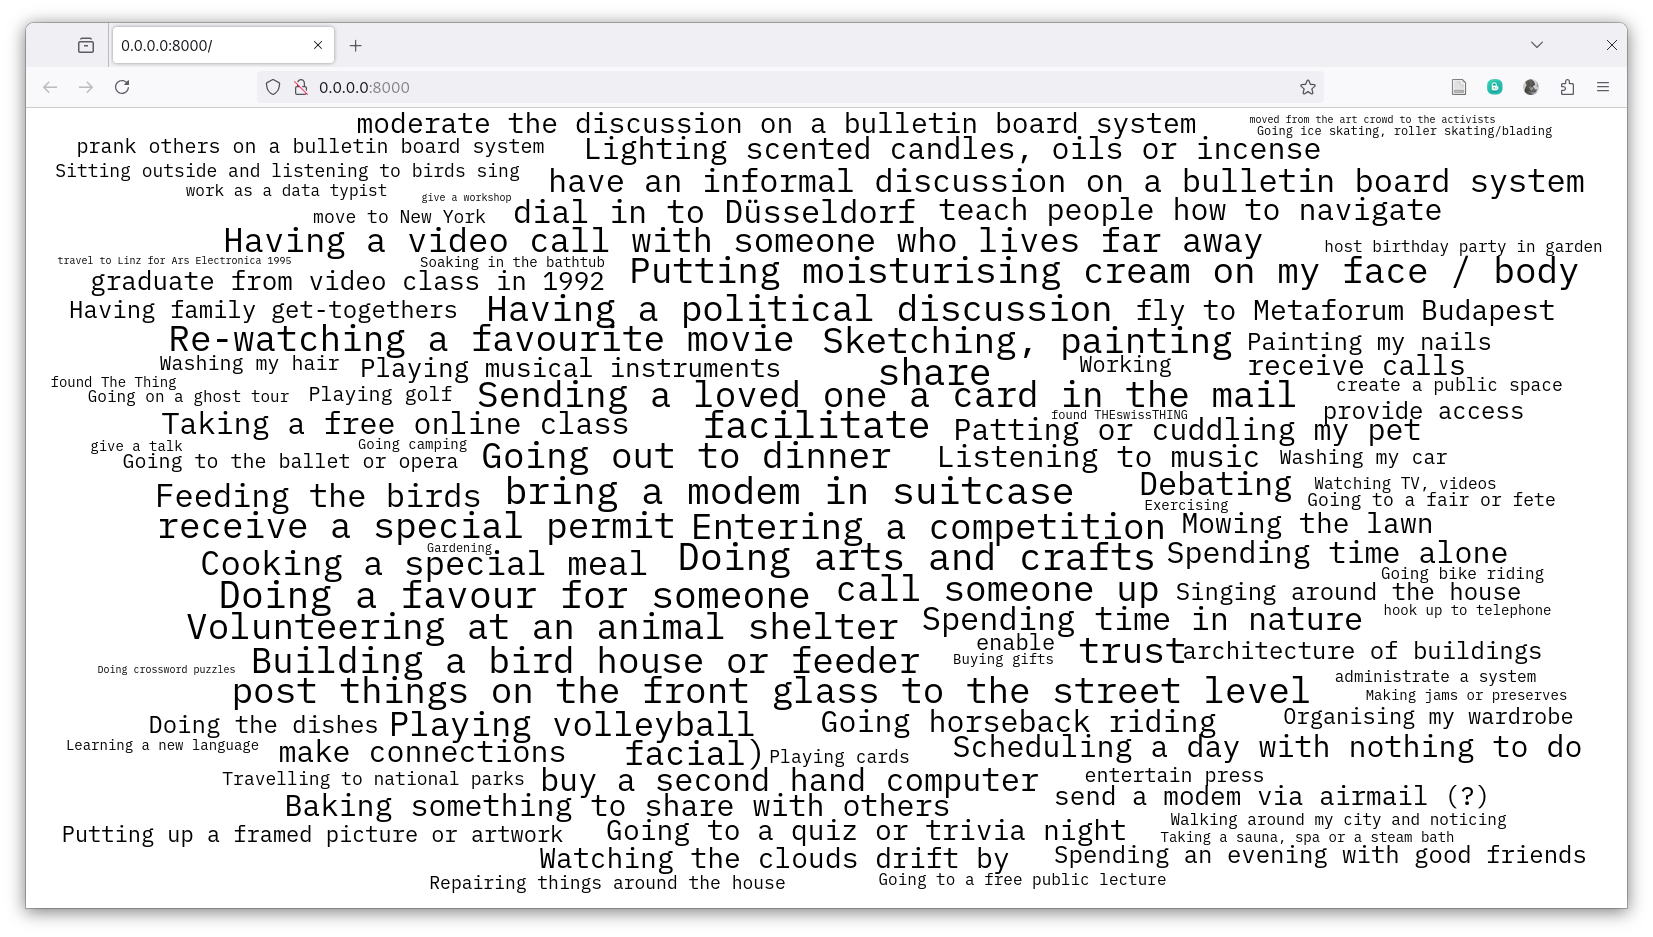 0.0.0.0:8000/
0.0.0.0:8000
moderate the discussion on a bulletin board system
moved from the art crowd to the activists
Going ice skating, roller skating/blading
prank others on a bulletin board system
Lighting scented candles, oils or incense
Sitting outside and listening to birds sing
have an informal discussion on a bulletin board system
work as a data typist
give a workshop
move to New York
dial in to Düsseldorf
teach people how to navigate
Having a video call with someone who lives far away
host birthday party in garden
travel to Linz for Ars Electronica 1995
Soaking in the bathtub
Putting moisturising cream on my face / body
graduate from video class in 1992
Having family get-togethers
Having a political discussion
fly to Metaforum Budapest
Re-watching a favourite movie
Sketching, painting
Painting my nails
Washing my hair
Playing musical instruments
share
Working
receive calls
found The Thing
Going on a ghost tour
Playing golf
Sending a loved one a card in the mail
create a public space
Taking a free online class
facilitate
found THEswissTHING
provide access
Patting or cuddling my pet
give a talk
Going camping
Going to the ballet or opera
Going out to dinner
Listening to music
Washing my car
Feeding the birds
bring a modem in suitcase
Debating
Watching TV, videos
Exercising
Going to a fair or fete
receive a special permit
Entering a competition
Mowing the lawn
Gardening
Cooking a special meal
Doing arts and crafts
Spending time alone
Going bike riding
Doing a favour for someone
call someone up
Singing around the house
hook up to telephone
Volunteering at an animal shelter
Spending time in nature
enable
Buying gifts
trust
architecture of buildings
Doing crossword puzzles
Building a bird house or feeder
administrate a system
post things on the front glass to the street level
Making jams or preserves
Doing the dishes
Playing volleyball
Going horseback riding
Organising my wardrobe
Learning a new language
make connections
facial)
Playing cards
Scheduling a day with nothing to do
Travelling to national parks
buy a second hand computer
entertain press
Baking something to share with others
send a modem via airmail (?)
Walking around my city and noticing
Putting up a framed picture or artwork
Going to a quiz or trivia night
Taking a sauna, spa or a steam bath
Watching the clouds drift by
Spending an evening with good friends
Repairing things around the house
Going to a free public lecture